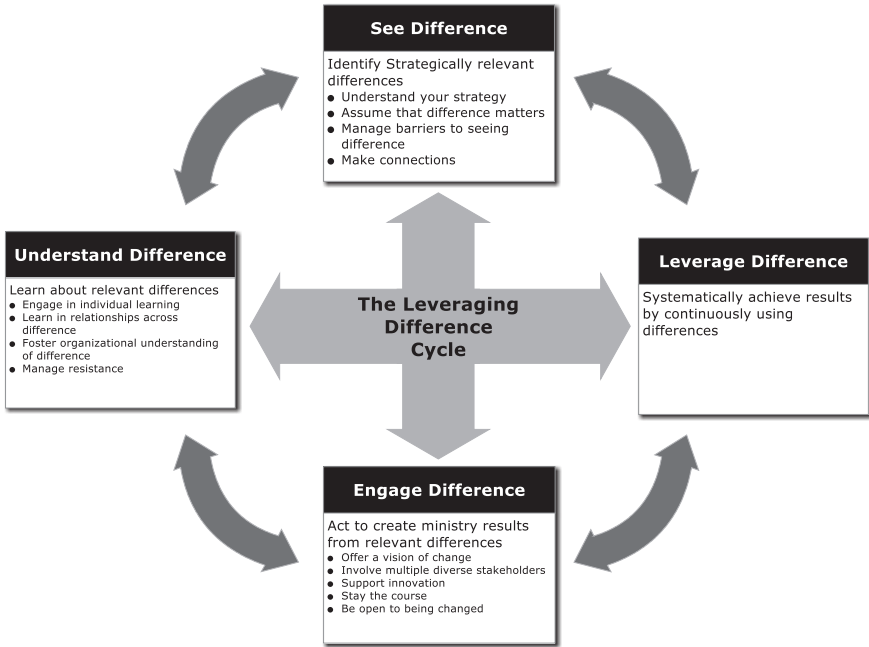 See Difference
Identify Strategically relevant
differences
● Understand your strategy
● Assume that difference matters
● Manage barriers to seeing
difference
● Make connections
Understand Difference
Learn about relevant differences
● Engage in individual learning
● Learn in relationships across
difference
● Foster organizational understanding
of difference
● Manage resistance
The Leveraging
Difference
Cycle
Leverage Difference
Systematically achieve results
by continuously using
differences
Engage Difference
Act to create ministry results
from relevant differences
● Offer a vision of change
● Involve multiple diverse stakeholders
● Support innovation
● Stay the course
● Be open to being changed